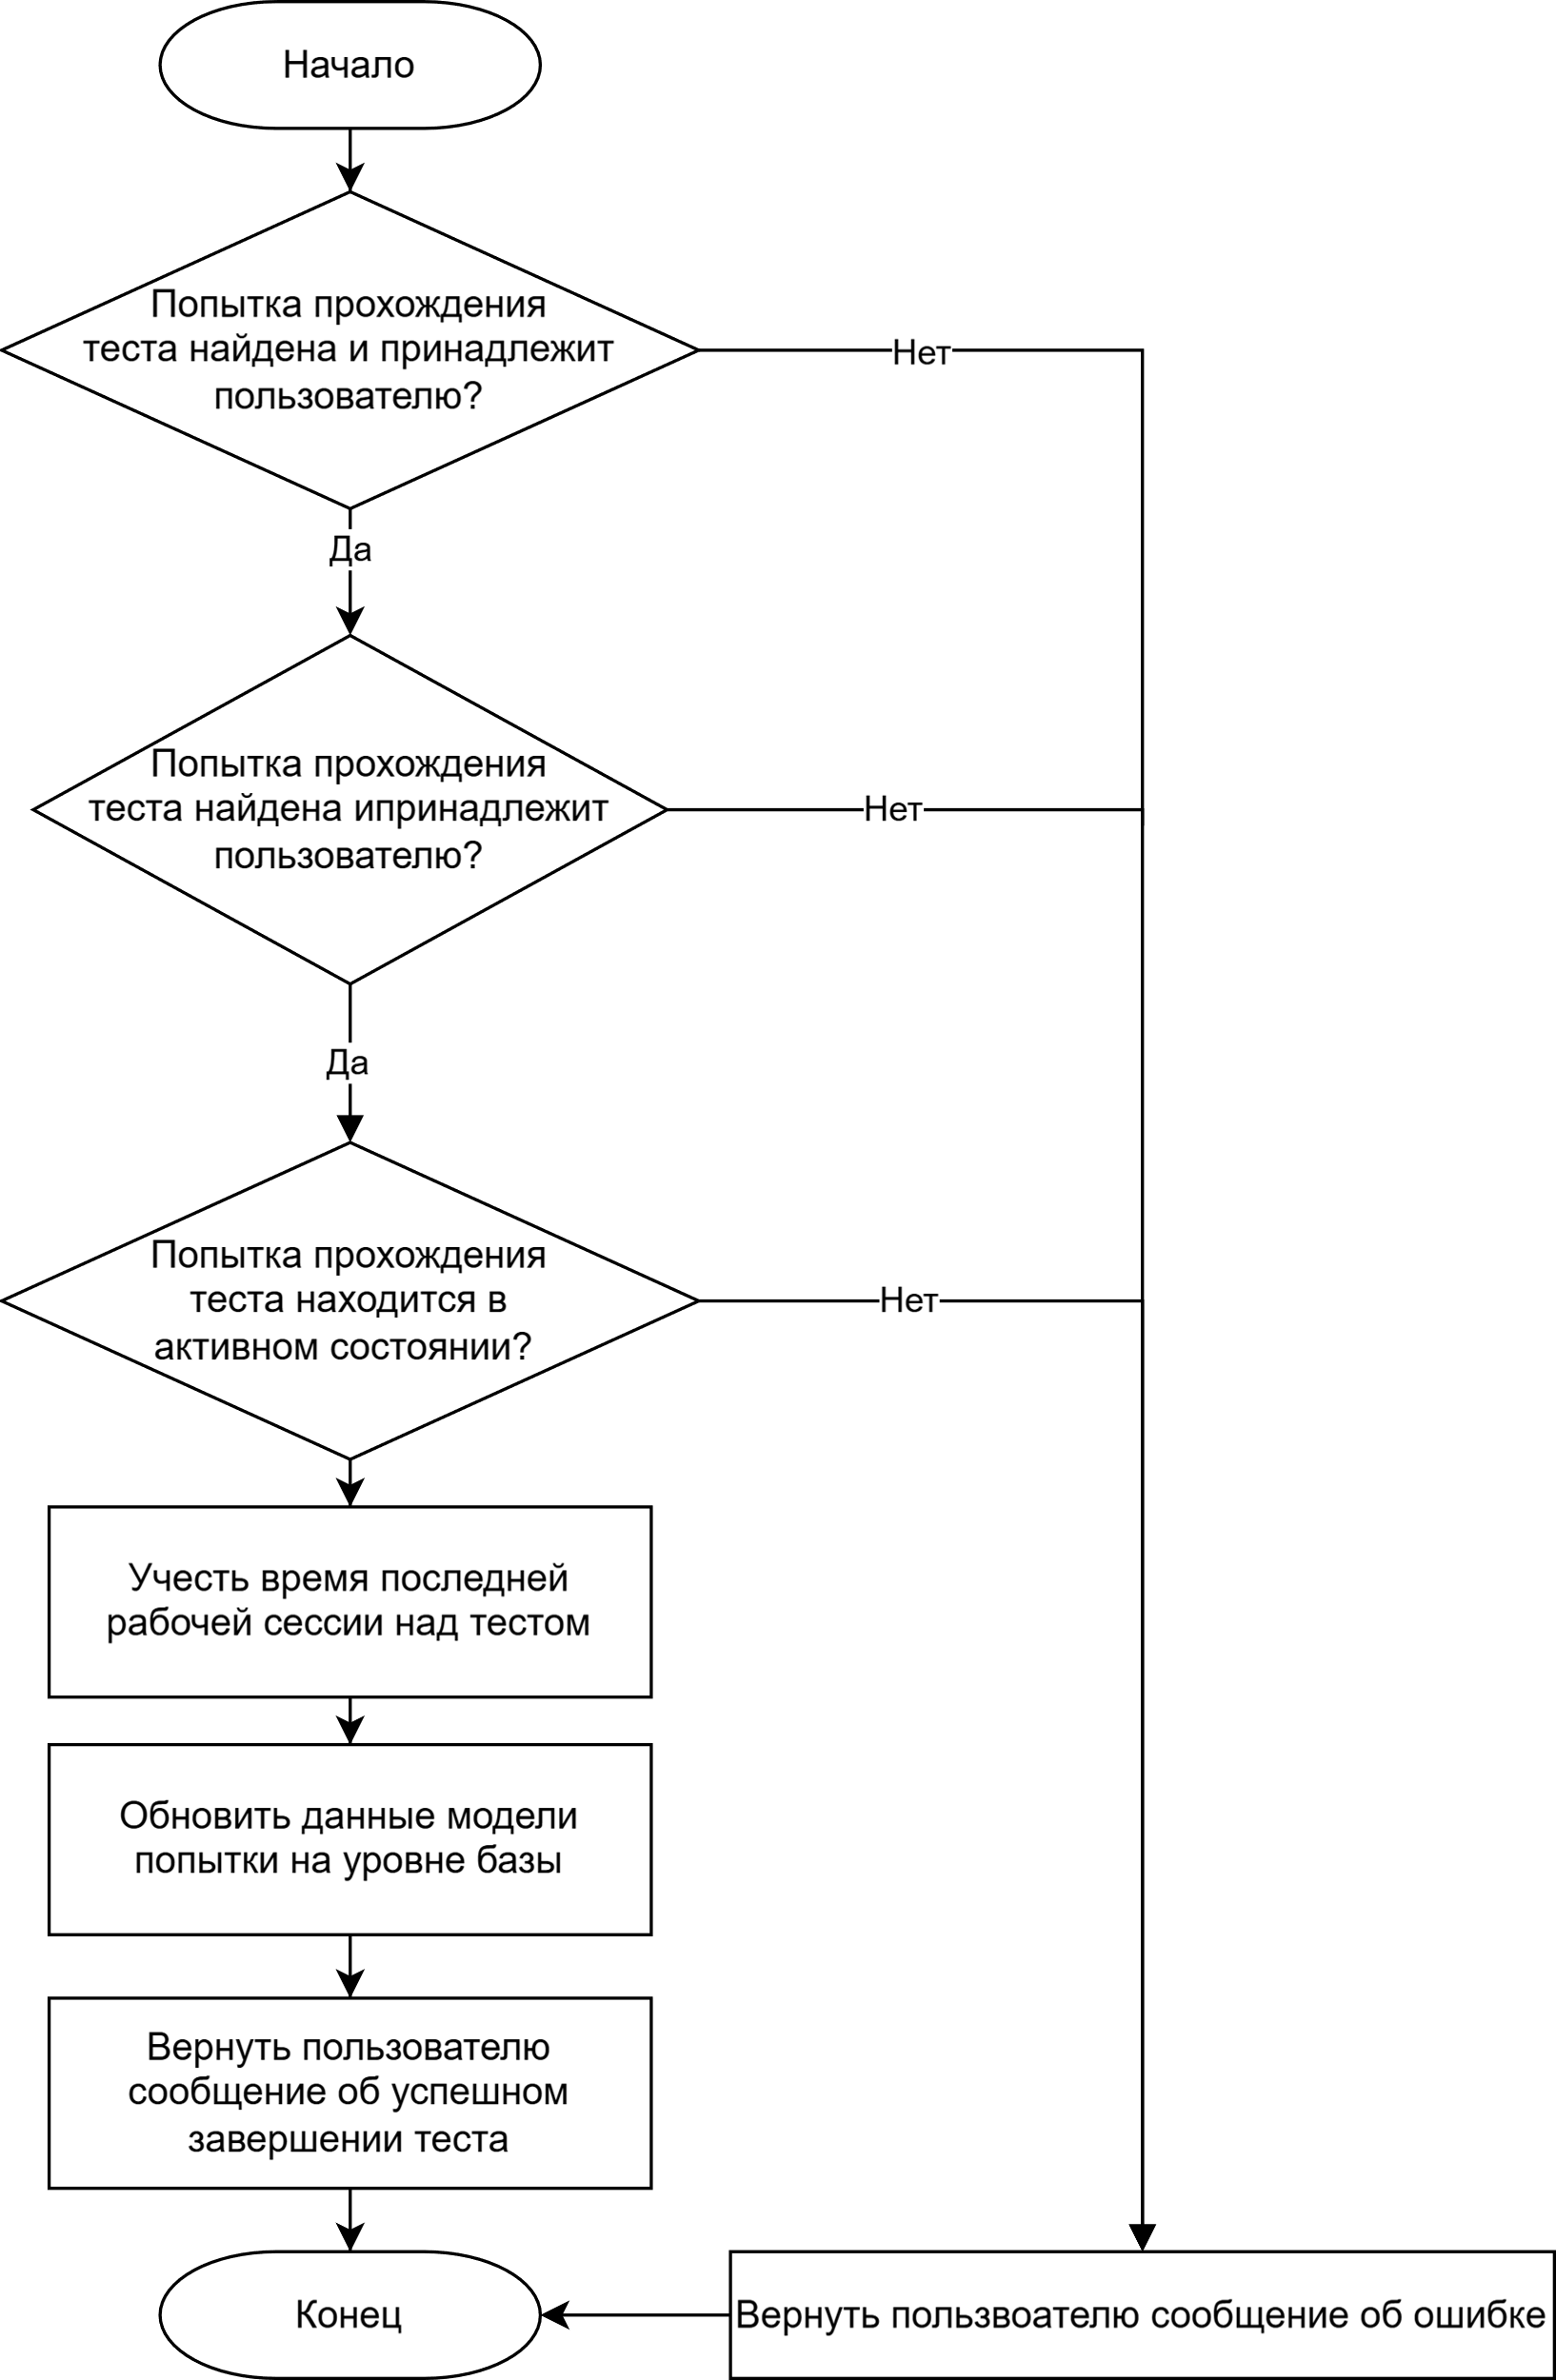 Начало
Попытка прохождения
теста найдена и принадлежит
пользователю?
Нет
Да
Попытка прохождения
теста найдена ипринадлежит
пользователю?
Нет
Да
Попытка прохождения
теста находится в
активном состоянии?
Нет
Учесть время последней
рабочей сессии над тестом
Обновить данные модели
попытки на уровне базы
Вернуть пользователю
сообщение об успешном
завершении теста
Конец
Вернуть пользвоателю сообщение об ошибке